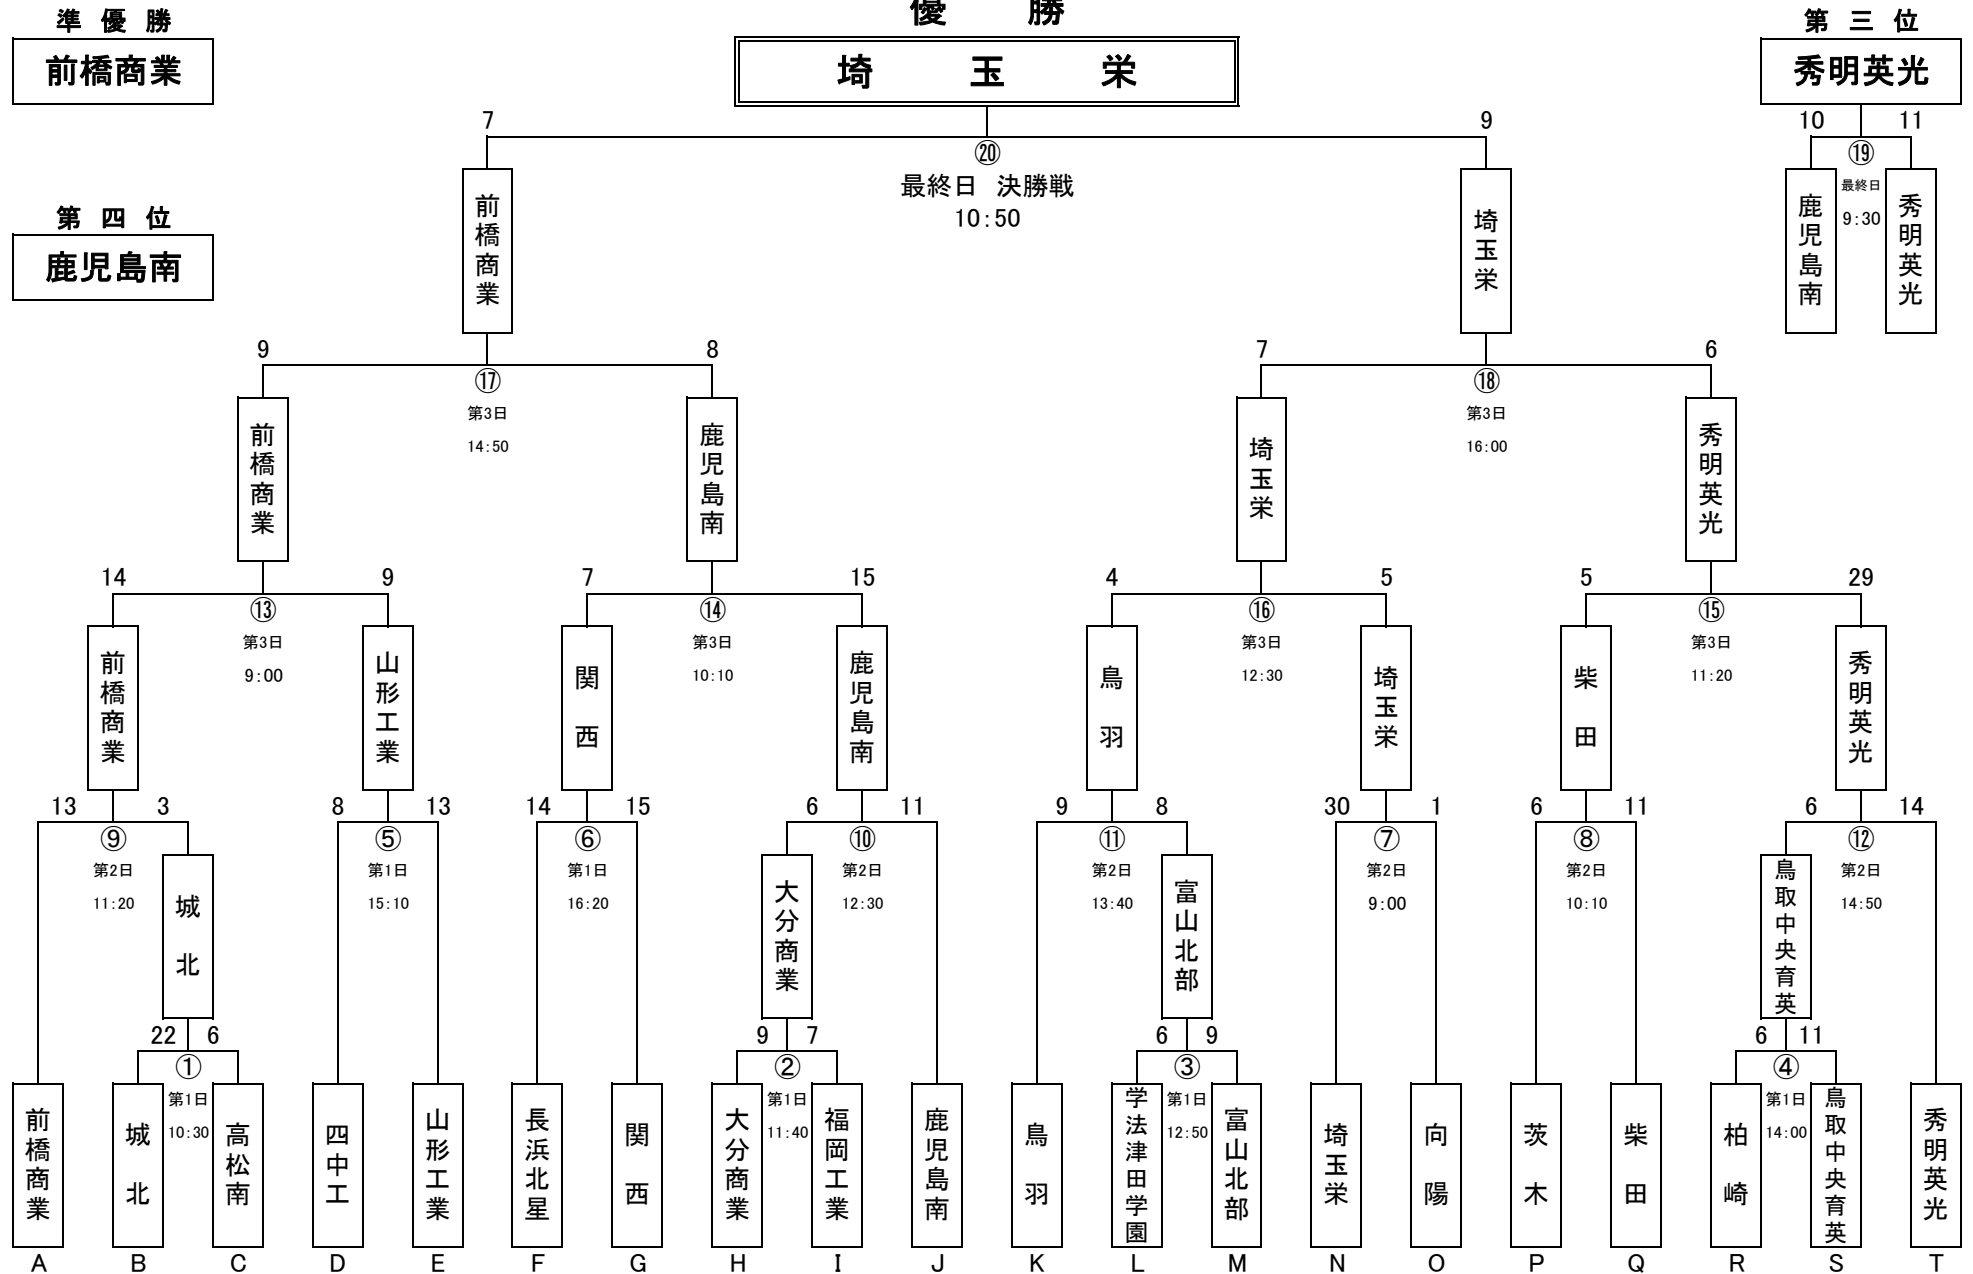 優　勝
準 優 勝
第 三 位
前橋商業
埼　玉　栄
秀明英光
7
9
10
11
⑳
⑲
最終日　決勝戦
10:50
最終日
9:30
前橋商業
埼玉栄
鹿児島南
秀明英光
第 四 位
鹿児島南
9
8
7
6
⑰
⑱
第3日
第3日
14:50
16:00
前橋商業
鹿児島南
埼玉栄
秀明英光
14
9
7
15
4
5
5
29
⑬
⑭
⑯
⑮
第3日
第3日
第3日
第3日
9:00
10:10
12:30
11:20
前橋商業
山形工業
関西
鹿児島南
鳥羽
埼玉栄
柴田
秀明英光
13
3
8
13
14
15
6
11
9
8
30
1
6
11
6
14
⑨
⑤
⑥
⑩
⑪
⑦
⑧
⑫
第2日
第1日
第1日
第2日
第2日
第2日
第2日
第2日
11:20
15:10
16:20
12:30
13:40
9:00
10:10
14:50
城北
大分商業
富山北部
鳥取中央育英
22
6
9
7
6
9
6
11
①
②
③
④
第1日
第1日
第1日
第1日
10:30
11:40
12:50
14:00
前橋商業
城北
高松南
四中工
山形工業
長浜北星
関西
大分商業
福岡工業
鹿児島南
鳥羽
学法津田学園
富山北部
埼玉栄
向陽
茨木
柴田
柏崎
鳥取中央育英
秀明英光
A
B
C
D
E
F
G
H
I
J
K
L
M
N
O
P
Q
R
S
T